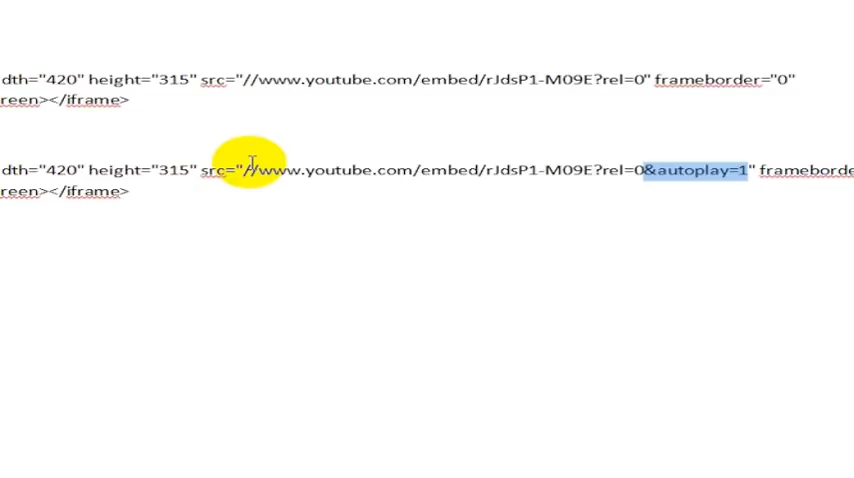 dth="420" height="315" src="//www.youtube.com/embed/rJdsP1-M09E?rel=0" frameborder="0"
reen></iframe>
dth="420" height="315" src="//www.youtube.com/embed/rJdsP1-M09E?rel=0&autoplay=1" frameborde
reen></iframe>